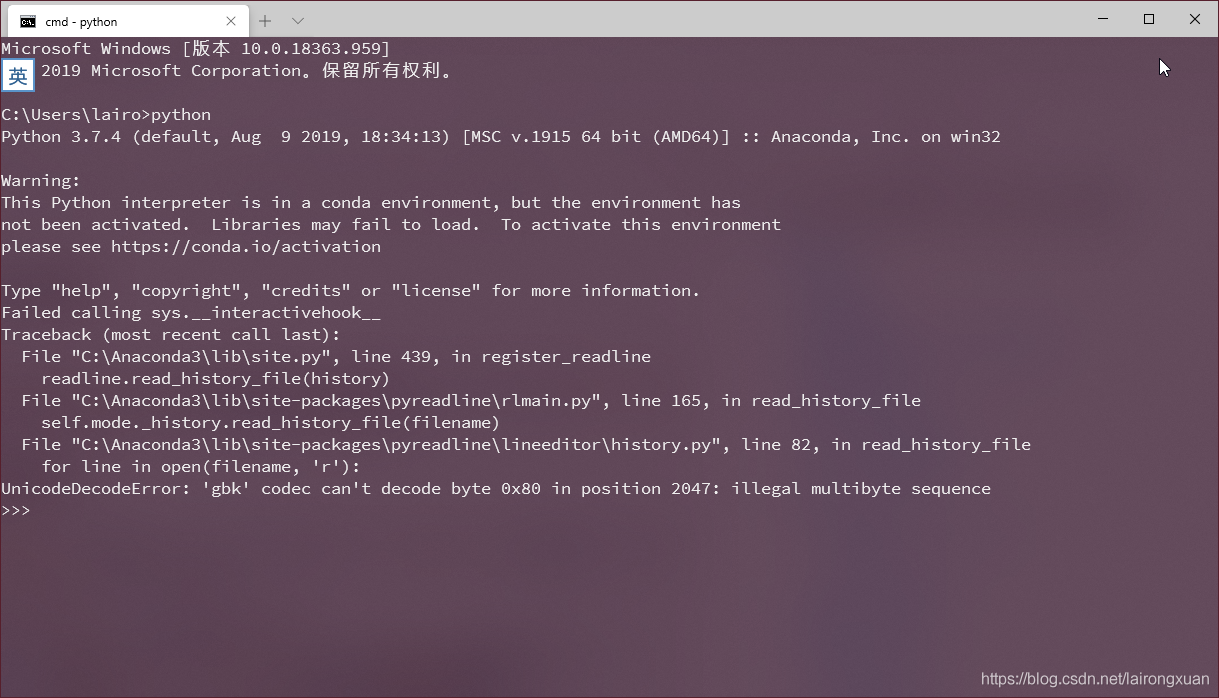 cmd - python
Microsoft Windows [版本 10.0.18363.959]
英 2019 Microsoft Corporation。保留所有权利。
C:\Users\lairo>python
Python 3.7.4 (default, Aug  9 2019, 18:34:13) [MSC v.1915 64 bit (AMD64)] :: Anaconda, Inc. on win32
Warning:
This Python interpreter is in a conda environment, but the environment has
not been activated.  Libraries may fail to load.  To activate this environment
please see https://conda.io/activation
Type "help", "copyright", "credits" or "license" for more information.
Failed calling sys.__interactivehook__
Traceback (most recent call last):
  File "C:\Anaconda3\lib\site.py", line 439, in register_readline
    readline.read_history_file(history)
  File "C:\Anaconda3\lib\site-packages\pyreadline\rlmain.py", line 165, in read_history_file
    self.mode._history.read_history_file(filename)
  File "C:\Anaconda3\lib\site-packages\pyreadline\lineeditor\history.py", line 82, in read_history_file
    for line in open(filename, 'r'):
UnicodeDecodeError: 'gbk' codec can't decode byte 0x80 in position 2047: illegal multibyte sequence
>>>
https://blog.csdn.net/lairongxuan